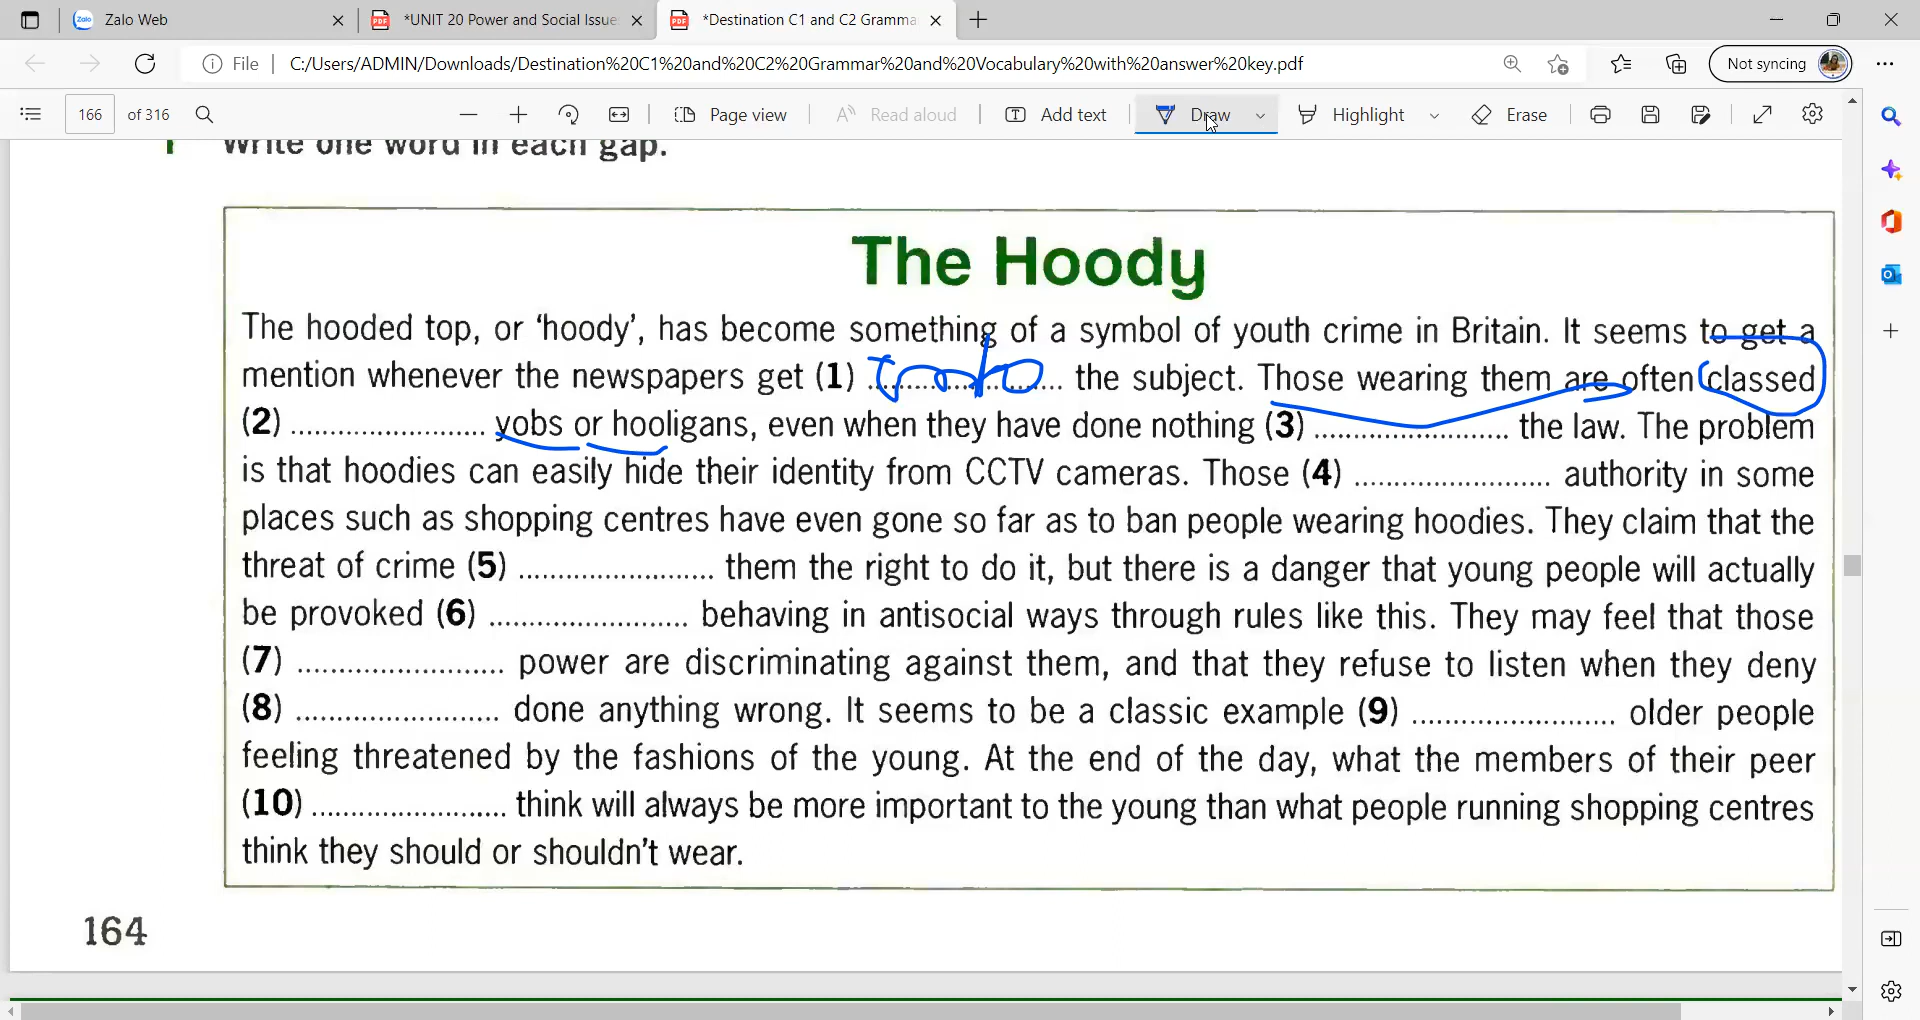 Zalo Web
*UNIT 20 Power and Social Issue
*Destination C1 and C2 Gramma
File
C:/Users/ADMIN/Downloads/Destination%20C1%20and%20C2%20Grammar%20and%20Vocabulary%20with%20answer%20key.pdf
Not syncing
166 of 316
Page view
Read aloud
Add text
Draw
Highlight
Erase
Write one word in each gap.
The Hoody
The hooded top, or ‘hoody’, has become something of a symbol of youth crime in Britain. It seems to get a
mention whenever the newspapers get (1) into the subject. Those wearing them are often classed
(2) ........................ yobs or hooligans, even when they have done nothing (3) ........................ the law. The problem
is that hoodies can easily hide their identity from CCTV cameras. Those (4) ........................ authority in some
places such as shopping centres have even gone so far as to ban people wearing hoodies. They claim that the
threat of crime (5) ........................ them the right to do it, but there is a danger that young people will actually
be provoked (6) ........................ behaving in antisocial ways through rules like this. They may feel that those
(7) ........................ power are discriminating against them, and that they refuse to listen when they deny
(8) ........................ done anything wrong. It seems to be a classic example (9) ........................ older people
feeling threatened by the fashions of the young. At the end of the day, what the members of their peer
(10) ........................ think will always be more important to the young than what people running shopping centres
think they should or shouldn't wear.
164